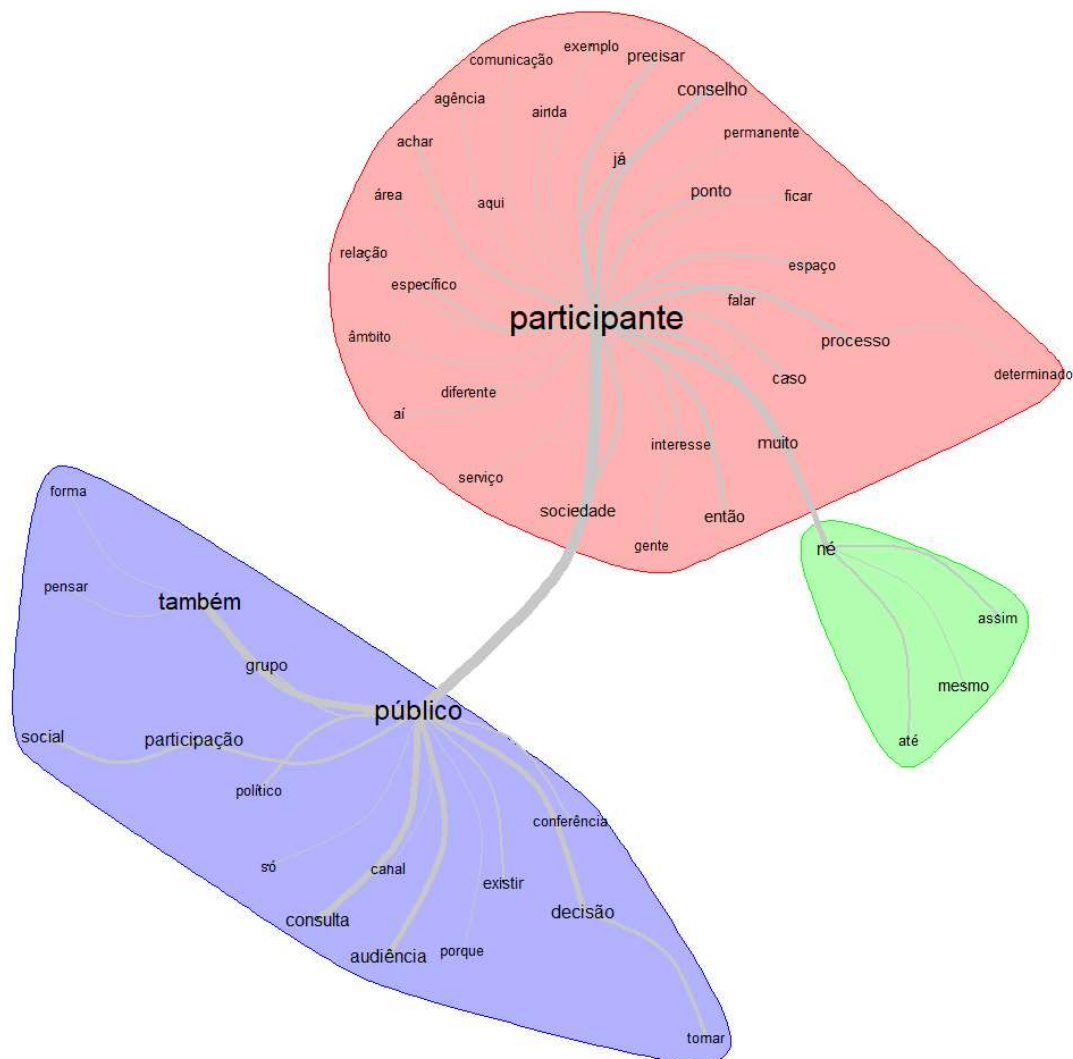 exemplo
comunicação
precisar
conselho
agência
ainda
achar
permanente
já
área
aqui
ponto
ficar
relação
espaço
específico
falar
participante
âmbito
processo
determinado
caso
diferente
aí
interesse
muito
serviço
sociedade
então
gente
né
forma
pensar
também
assim
grupo
mesmo
público
social
participação
até
político
conferência
só
canal
existir
consulta
decisão
audiência
porque
tomar